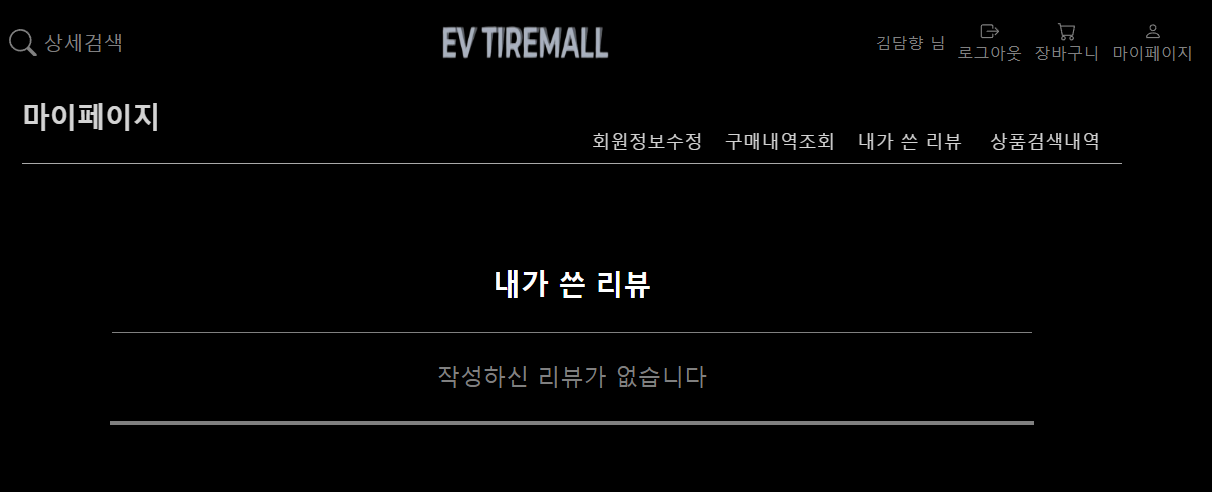 상세검색
EV TIREMALL
김담향 님
로그아웃
장바구니
마이페이지
마이페이지
회원정보수정 구매내역조회 내가 쓴 리뷰 상품검색내역
내가 쓴 리뷰
작성하신 리뷰가 없습니다